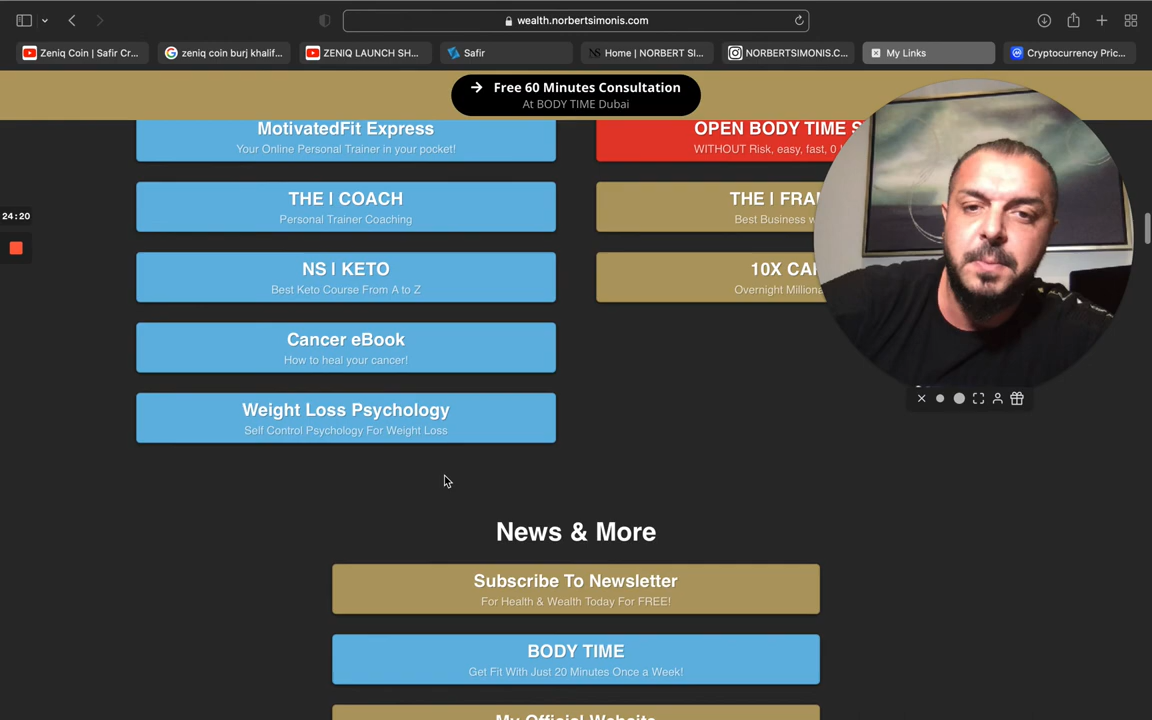 wealth.norbertsimonis.com
Zeniq Coin | Safir Cr...
zeniq coin burj khalif...
ZENIQ LAUNCH SH...
Safir
Home | NORBERT SI...
NORBERTSIMONIS.C...
My Links
Cryptocurrency Pric...
Free 60 Minutes Consultation
At BODY TIME Dubai
MotivatedFit Express
Your Online Personal Trainer in your pocket!
OPEN BODY TIME S
WITHOUT Risk, easy, fast, 0
24:20
THE | COACH
Personal Trainer Coaching
THE | FRA
Best Business w
NS | KETO
Best Keto Course From A to Z
10X CA
Overnight Milliona
Cancer eBook
How to heal your cancer!
Weight Loss Psychology
Self Control Psychology For Weight Loss
News & More
Subscribe To Newsletter
For Health & Wealth Today For FREE!
BODY TIME
Get Fit With Just 20 Minutes Once a Week!
My Official Website